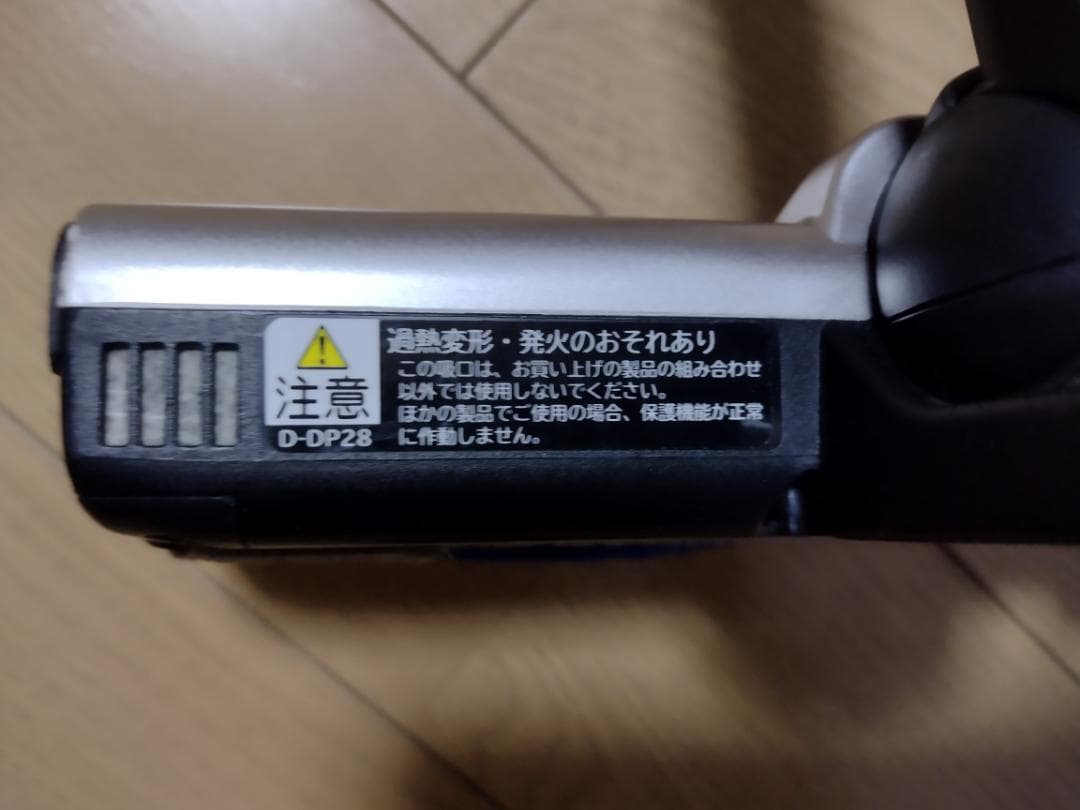 注意
D-DP28
過熱変形・発火のおそれあり
この吸口は、お買い上げの製品の組み合わせ
以外では使用しないでください。
ほかの製品でご使用の場合、保護機能が正常
に作動しません。